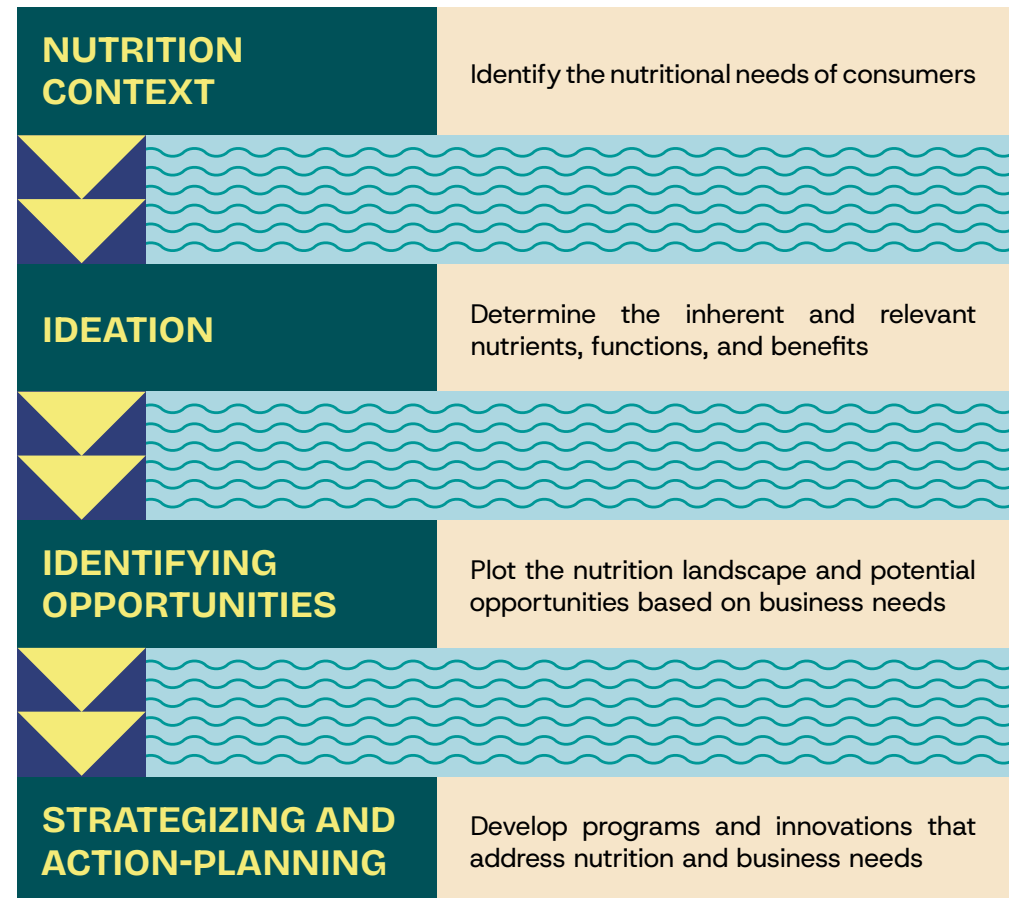 NUTRITION
CONTEXT
Identify the nutritional needs of consumers
IDEATION
Determine the inherent and relevant
nutrients, functions, and benefits
IDENTIFYING
OPPORTUNITIES
Plot the nutrition landscape and potential
opportunities based on business needs
STRATEGIZING AND
ACTION-PLANNING
Develop programs and innovations that
address nutrition and business needs